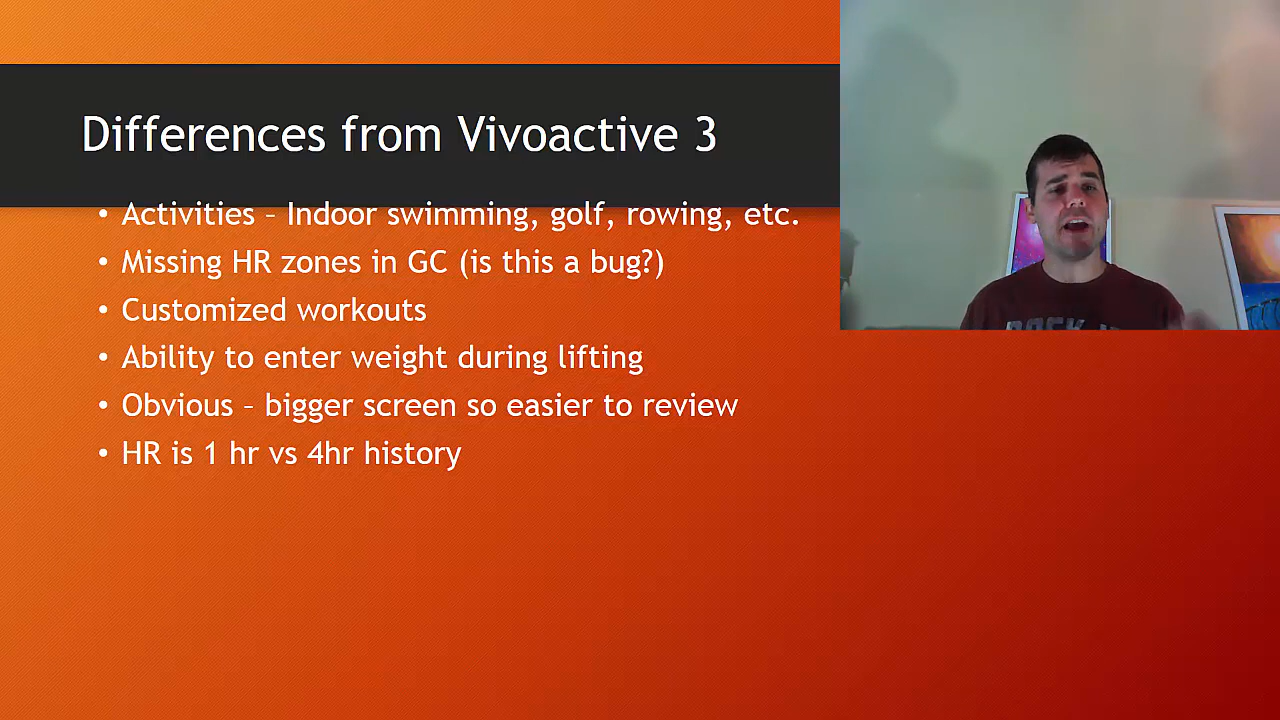 Differences from Vivoactive 3
• Activities – Indoor swimming, golf, rowing, etc.
• Missing HR zones in GC (is this a bug?)
• Customized workouts
• Ability to enter weight during lifting
• Obvious – bigger screen so easier to review
• HR is 1 hr vs 4hr history